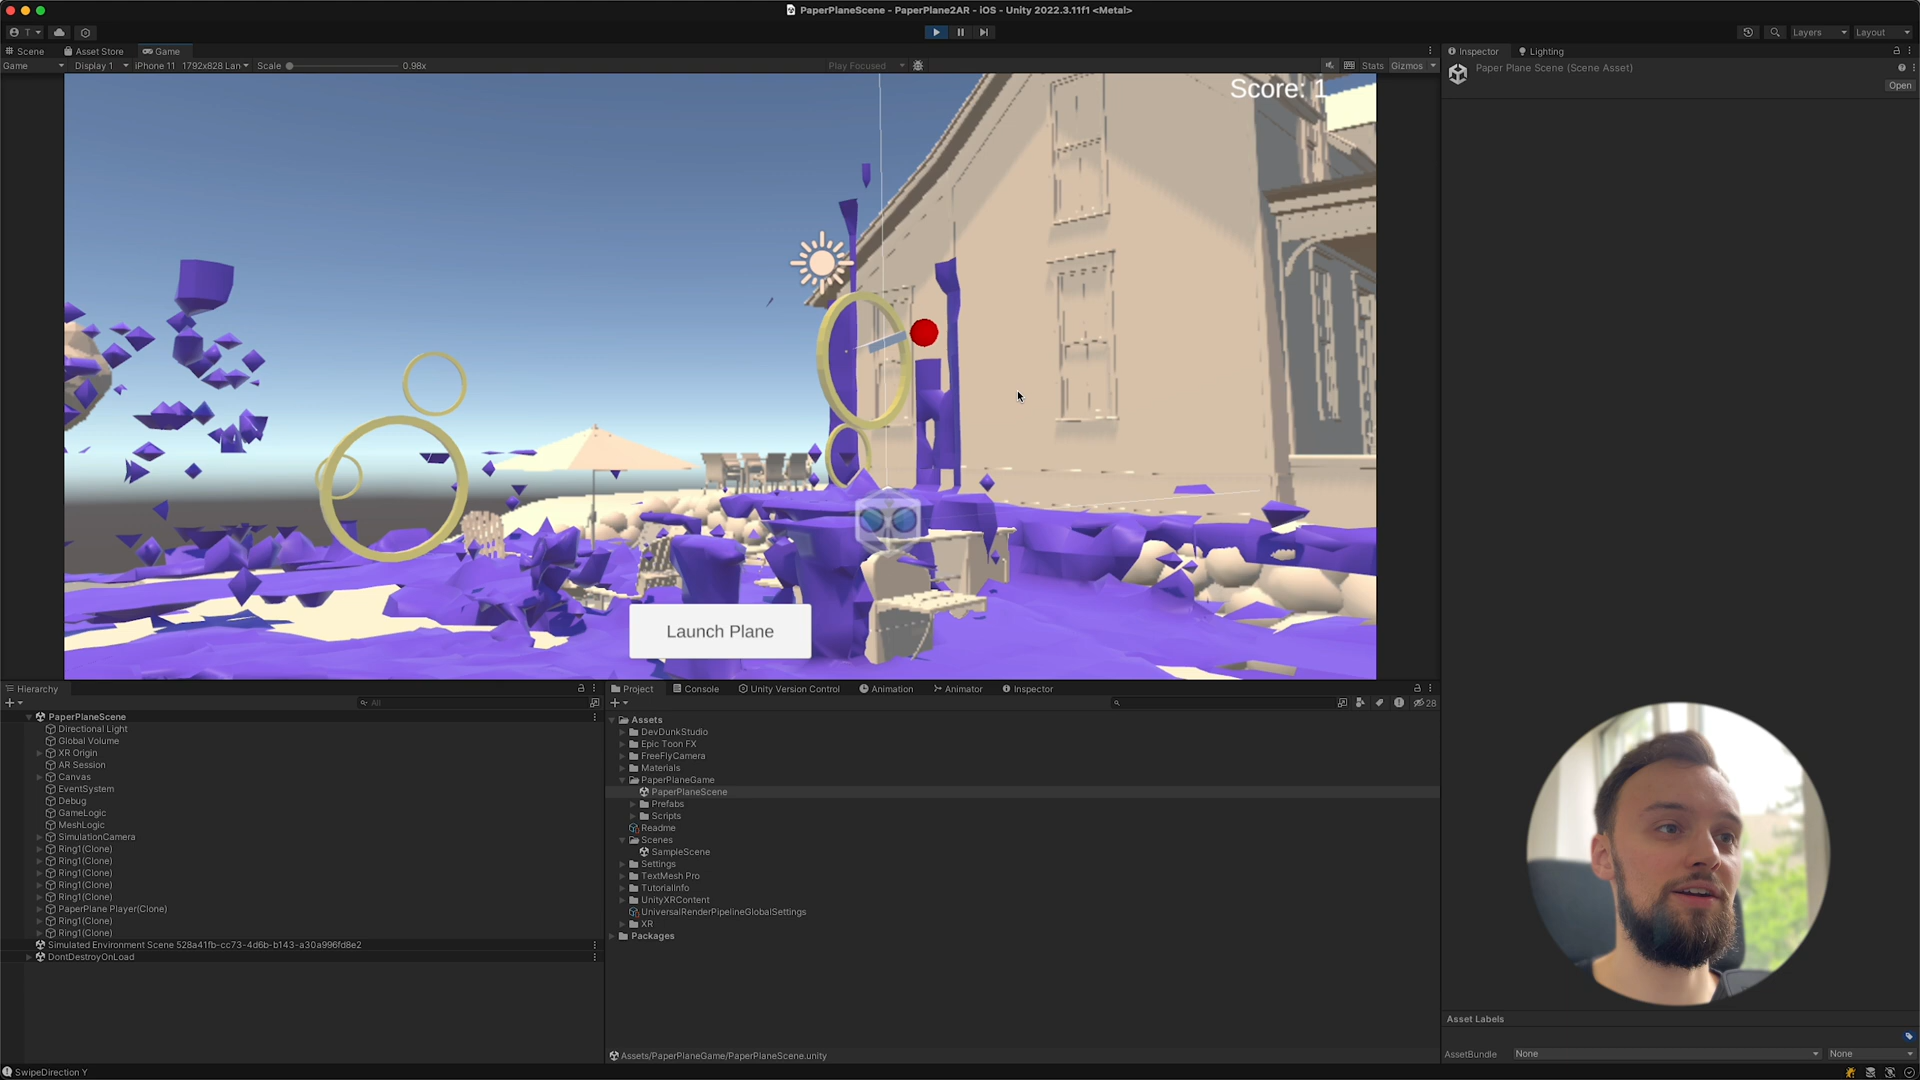 PaperPlaneScene - PaperPlane2AR - iOS - Unity 2022.3.11f1 <Metal>
T
Layers
Layout
Scene
Asset Store
Game
Inspector
Lighting
Game
Display 1
iPhone 11 1792x828 Lan
Scale
0.98x
Play Focused
Stats
Gizmos
Paper Plane Scene (Scene Asset)
Open
Score: 1
Launch Plane
Hierarchy
All
PaperPlaneScene
Directional Light
Global Volume
XR Origin
AR Session
Canvas
EventSystem
Debug
GameLogic
MeshLogic
SimulationCamera
Ring1(Clone)
Ring1(Clone)
Ring1(Clone)
Ring1(Clone)
Ring1(Clone)
PaperPlane Player(Clone)
Ring1(Clone)
Ring1(Clone)
Simulated Environment Scene 528a41fb-cc73-4d6b-b143-a30a996fd8e2
DontDestroyOnLoad
Project
Console
Unity Version Control
Animation
Animator
Inspector
28
Assets
DevDunkStudio
Epic Toon FX
FreeFlyCamera
Materials
PaperPlaneGame
PaperPlaneScene
Prefabs
Scripts
Readme
Scenes
SampleScene
Settings
TextMesh Pro
TutorialInfo
UnityXRContent
UniversalRenderPipelineGlobalSettings
XR
Packages
Assets/PaperPlaneGame/PaperPlaneScene.unity
Asset Labels
AssetBundle
None
None
SwipeDirection Y